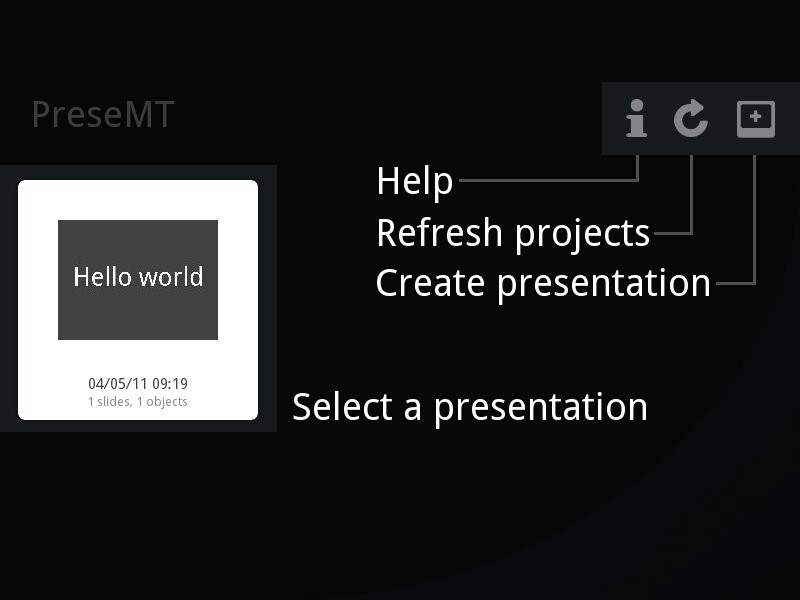 PreseMT
Help
Refresh projects
Create presentation
Hello world
04/05/11 09:19
1 slides, 1 objects
Select a presentation